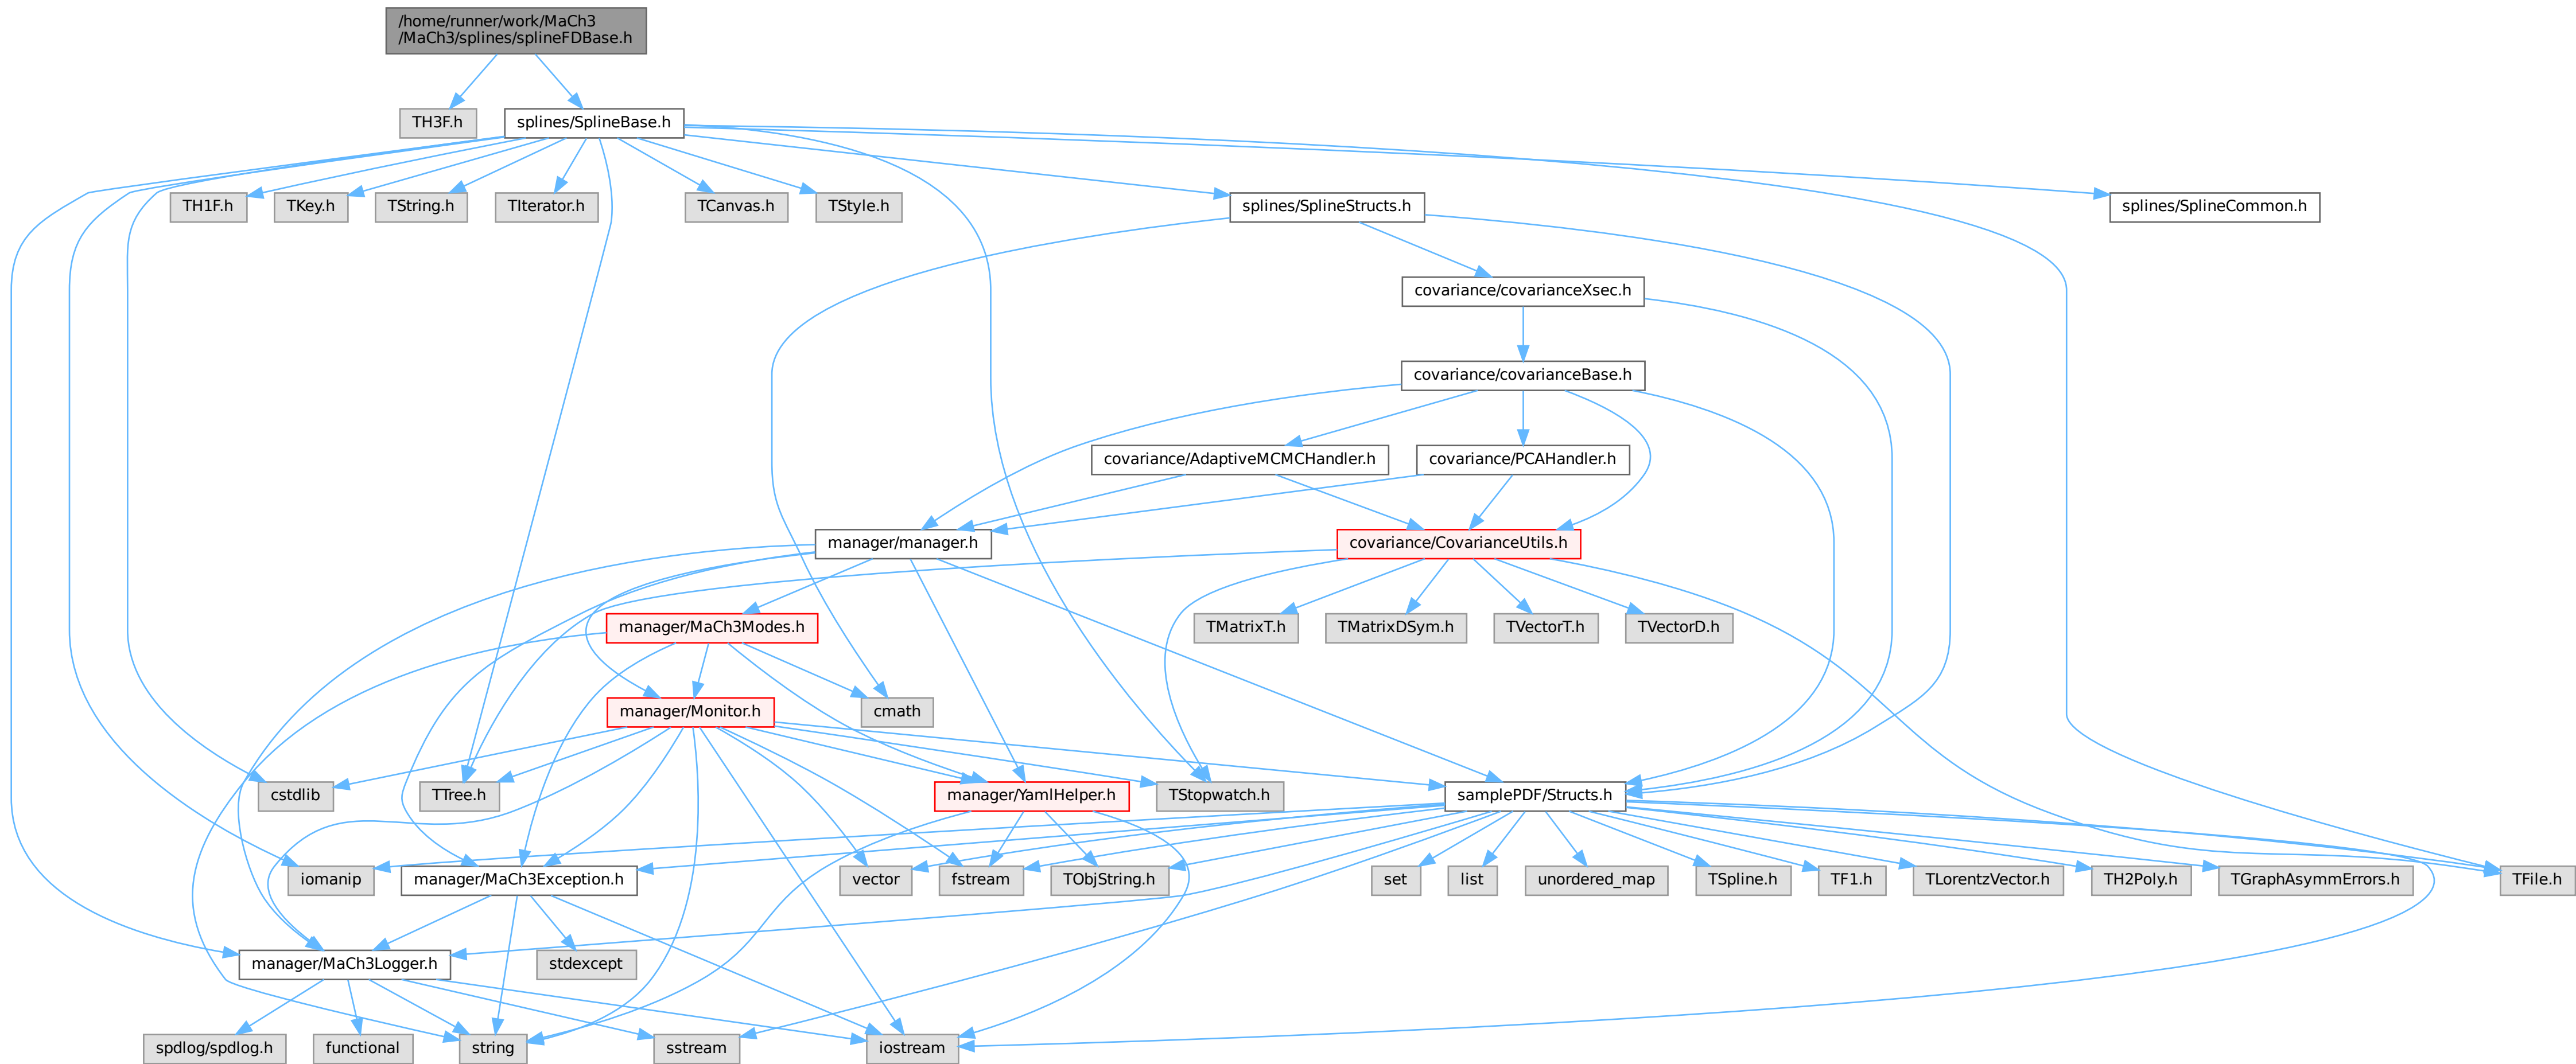 /home/runner/work/MaCh3
/MaCh3/splines/splineFDBase.h
TH3F.h
splines/SplineBase.h
TH1F.h
TKey.h
TString.h
TIterator.h
TCanvas.h
TStyle.h
splines/SplineStructs.h
splines/SplineCommon.h
covariance/covarianceXsec.h
covariance/covarianceBase.h
covariance/AdaptiveMCMCHandler.h
covariance/PCAHandler.h
manager/manager.h
covariance/CovarianceUtils.h
manager/MaCh3Modes.h
TMatrixT.h
TMatrixDSym.h
TVectorT.h
TVectorD.h
manager/Monitor.h
cmath
cstdlib
TTree.h
manager/YamlHelper.h
TStopwatch.h
samplePDF/Structs.h
iomanip
manager/MaCh3Exception.h
vector
fstream
TObjString.h
set
list
unordered_map
TSpline.h
TF1.h
TLorentzVector.h
TH2Poly.h
TGraphAsymmErrors.h
TFile.h
manager/MaCh3Logger.h
stdexcept
spdlog/spdlog.h
functional
string
sstream
iostream